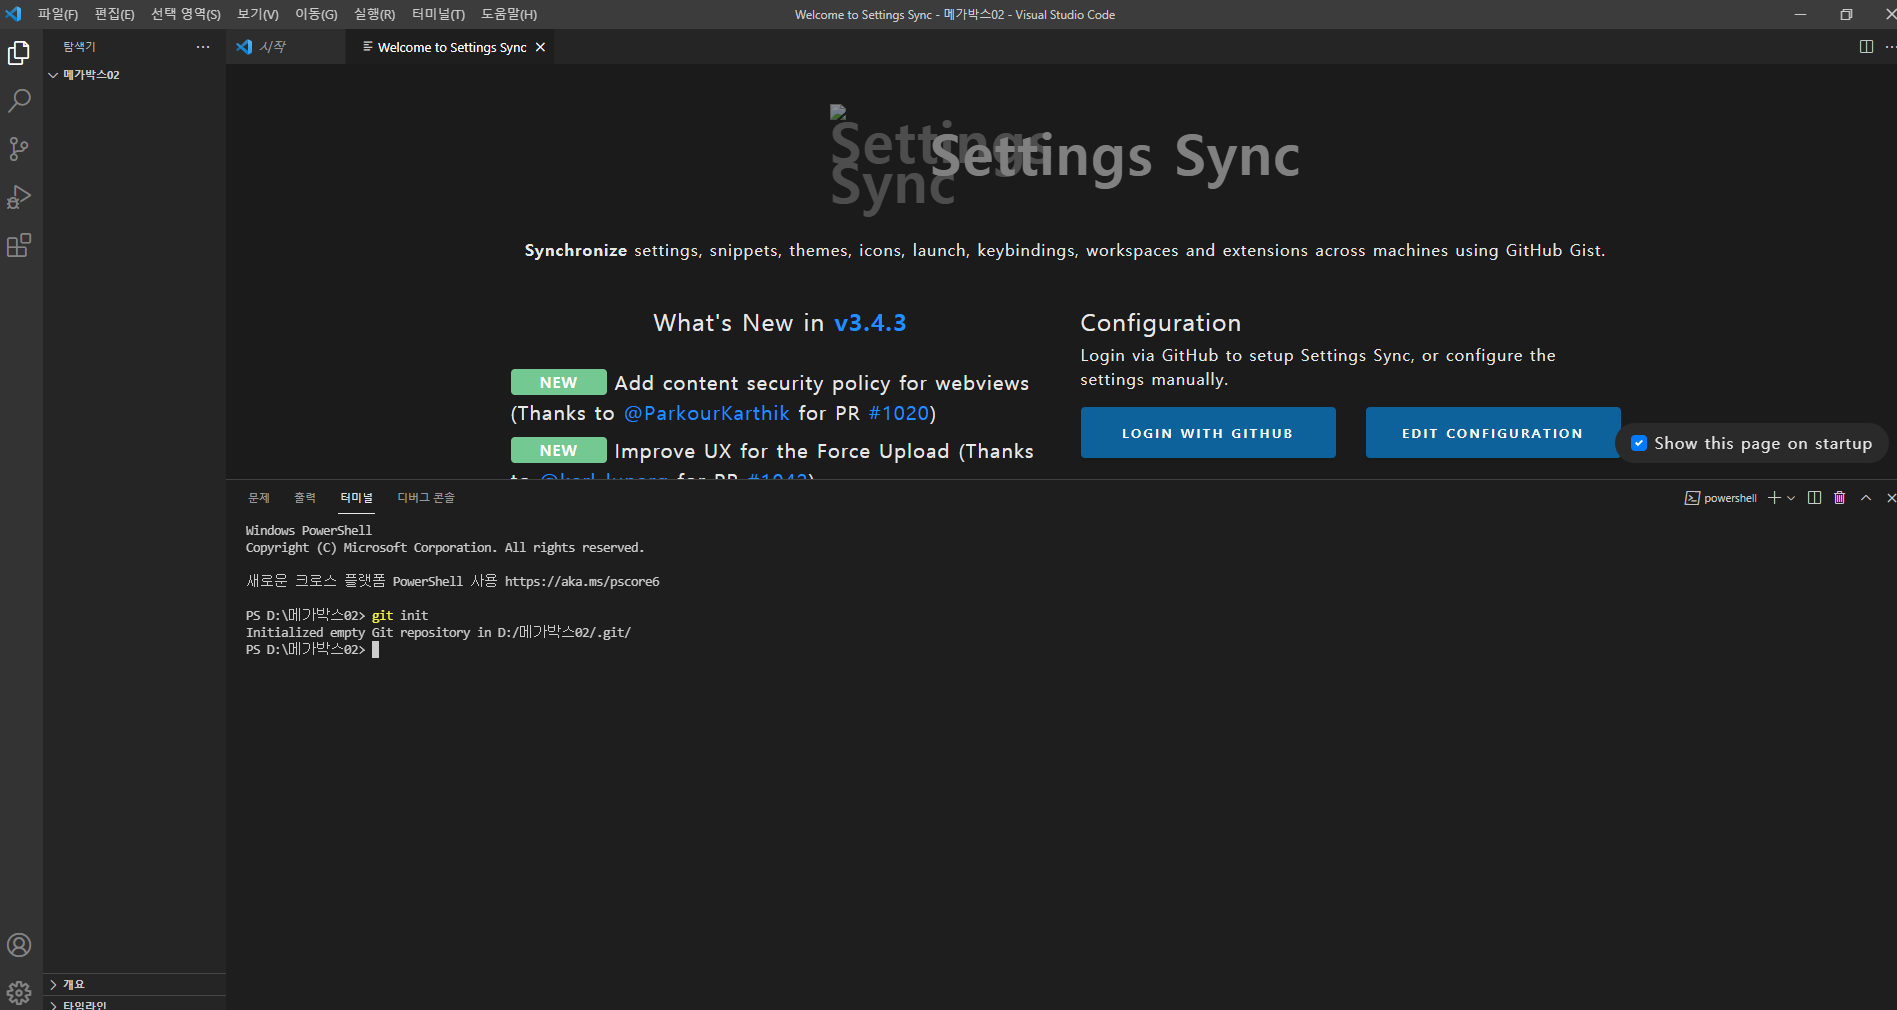 파일(F) 편집(E) 선택 영역(S) 보기(V) 이동(G) 실행(R) 터미널(T) 도움말(H) Welcome to Settings Sync - 메가박스02 - Visual Studio Code
탐색기
시작
Welcome to Settings Sync
메가박스02
Settings Sync
Settings Sync
Synchronize settings, snippets, themes, icons, launch, keybindings, workspaces and extensions across machines using GitHub Gist.
What's New in v3.4.3
NEW Add content security policy for webviews
(Thanks to @ParkourKarthik for PR #1020)
NEW Improve UX for the Force Upload (Thanks
for PR
Configuration
Login via GitHub to setup Settings Sync, or configure the
settings manually.
LOGIN WITH GITHUB
EDIT CONFIGURATION
Show this page on startup
문제 출력 터미널 디버그 콘솔
powershell
Windows PowerShell
Copyright (C) Microsoft Corporation. All rights reserved.
새로운 크로스 플랫폼 PowerShell 사용 https://aka.ms/pscore6
PS D:\메가박스02> git init
Initialized empty Git repository in D:/메가박스02/.git/
PS D:\메가박스02>
개요
타임라인